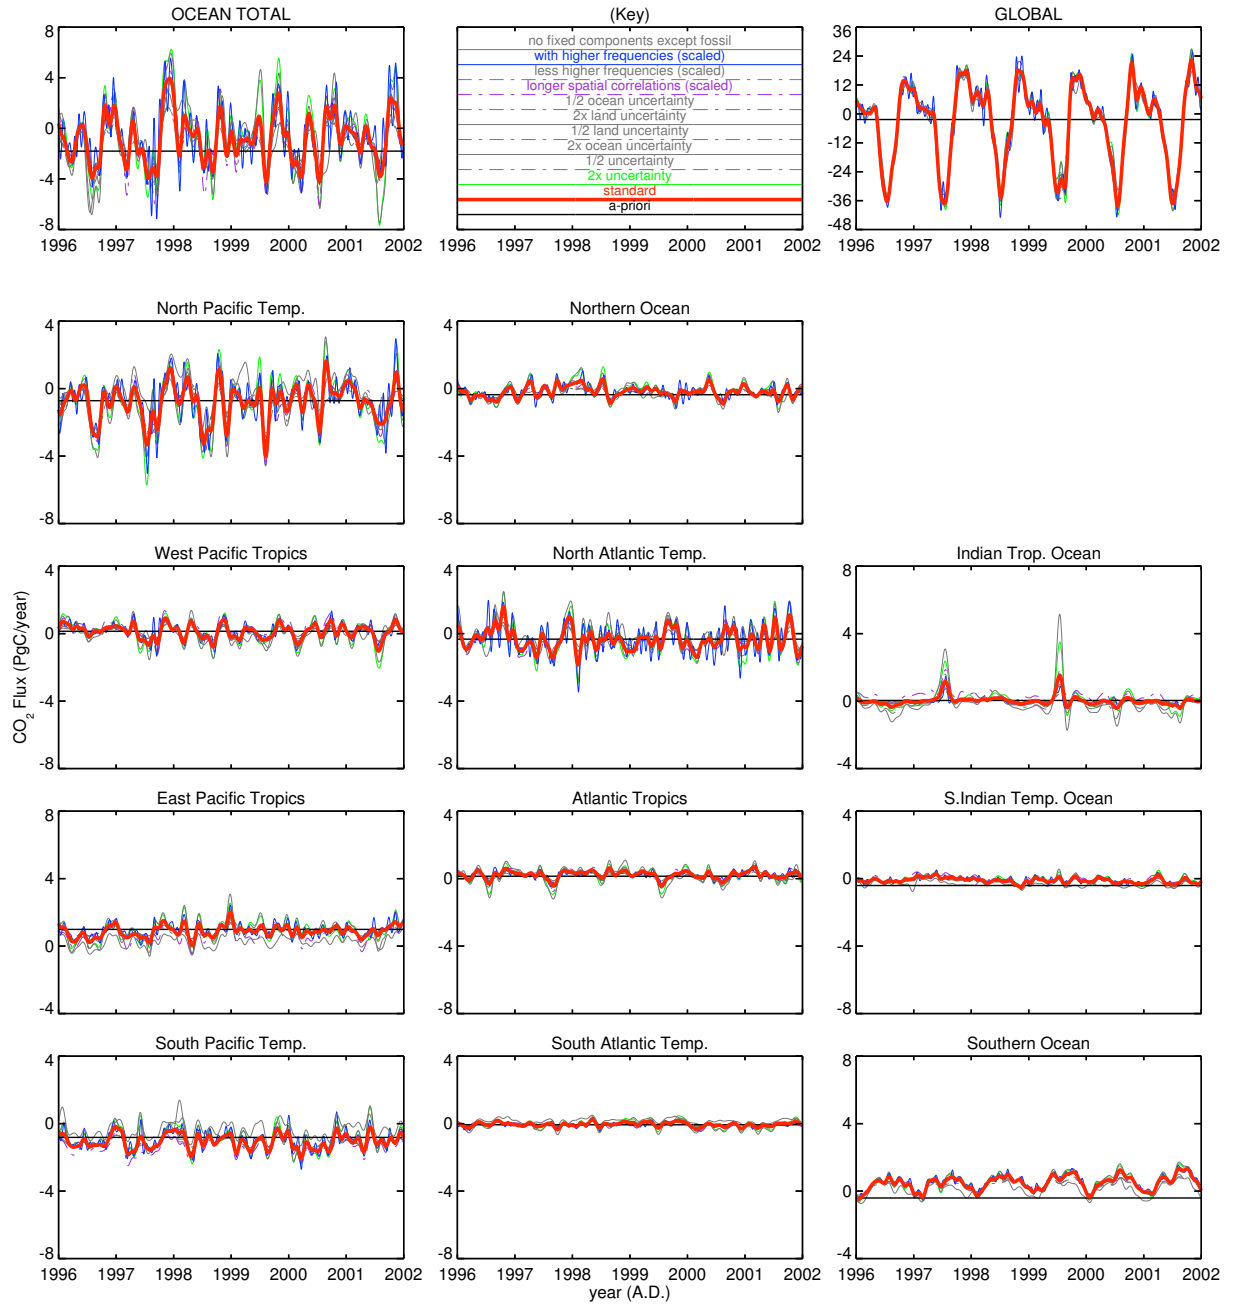 OCEAN TOTAL
(Key)
GLOBAL
8
4
0
-4
-8
1996 1997 1998 1999 2000 2001 2002
no fixed components except fossil
with higher frequencies (scaled)
less higher frequencies (scaled)
longer spatial correlations (scaled)
1/2 ocean uncertainty
2x land uncertainty
1/2 land uncertainty
2x ocean uncertainty
1/2 uncertainty
2x uncertainty
standard
a-priori
1996 1997 1998 1999 2000 2001 2002
36
24
12
0
-12
-24
-36
-48
1996 1997 1998 1999 2000 2001 2002
North Pacific Temp.
4
0
-4
-8
Northern Ocean
4
0
-4
-8
CO2 Flux (PgC/year)
West Pacific Tropics
4
0
-4
-8
North Atlantic Temp.
4
0
-4
-8
Indian Trop. Ocean
8
4
0
-4
East Pacific Tropics
8
4
0
-4
Atlantic Tropics
4
0
-4
-8
S.Indian Temp. Ocean
4
0
-4
-8
South Pacific Temp.
4
0
-4
-8
1996 1997 1998 1999 2000 2001 2002
South Atlantic Temp.
4
0
-4
-8
1996 1997 1998 1999 2000 2001 2002
Southern Ocean
8
4
0
-4
1996 1997 1998 1999 2000 2001 2002
year (A.D.)